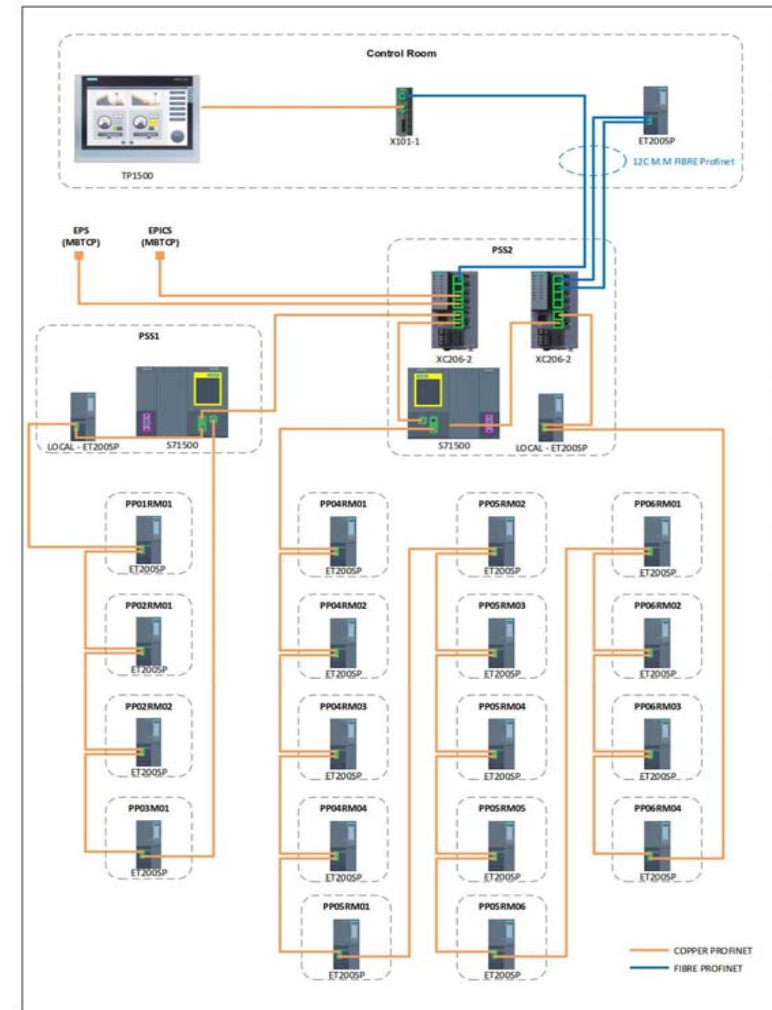 Control Room
TP1500
X101-1
ET200SP
12C M.M FIBRE Profinet
EPS
(MBTCP)
EPICS
(MBTCP)
PSS2
XC206-2
XC206-2
PSS1
LOCAL - ET200SP
S71500
S71500
LOCAL - ET200SP
PP01RM01
ET200SP
PP04RM01
ET200SP
PP05RM02
ET200SP
PP06RM01
ET200SP
PP02RM01
ET200SP
PP04RM02
ET200SP
PP05RM03
ET200SP
PP06RM02
ET200SP
PP02RM02
ET200SP
PP04RM03
ET200SP
PP05RM04
ET200SP
PP06RM03
ET200SP
PP03M01
ET200SP
PP04RM04
ET200SP
PP05RM05
ET200SP
PP06RM04
ET200SP
PP05RM01
ET200SP
PP05RM06
ET200SP
COPPER PROFINET
FIBRE PROFINET